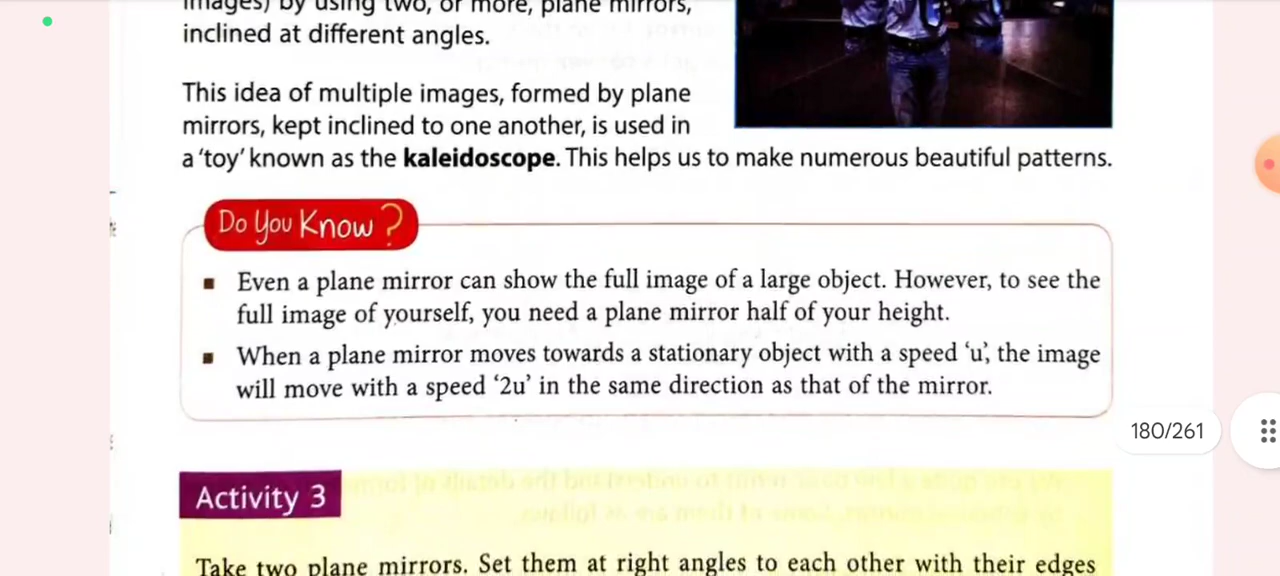 images) by using two, or more, plane mirrors,
inclined at different angles.
This idea of multiple images, formed by plane
mirrors, kept inclined to one another, is used in
a 'toy' known as the kaleidoscope. This helps us to make numerous beautiful patterns.
Do You Know?
▪ Even a plane mirror can show the full image of a large object. However, to see the
full image of yourself, you need a plane mirror half of your height.
▪ When a plane mirror moves towards a stationary object with a speed 'u', the image
will move with a speed '2u' in the same direction as that of the mirror.
180/261
Activity 3
Take two plane mirrors. Set them at right angles to each other with their edges